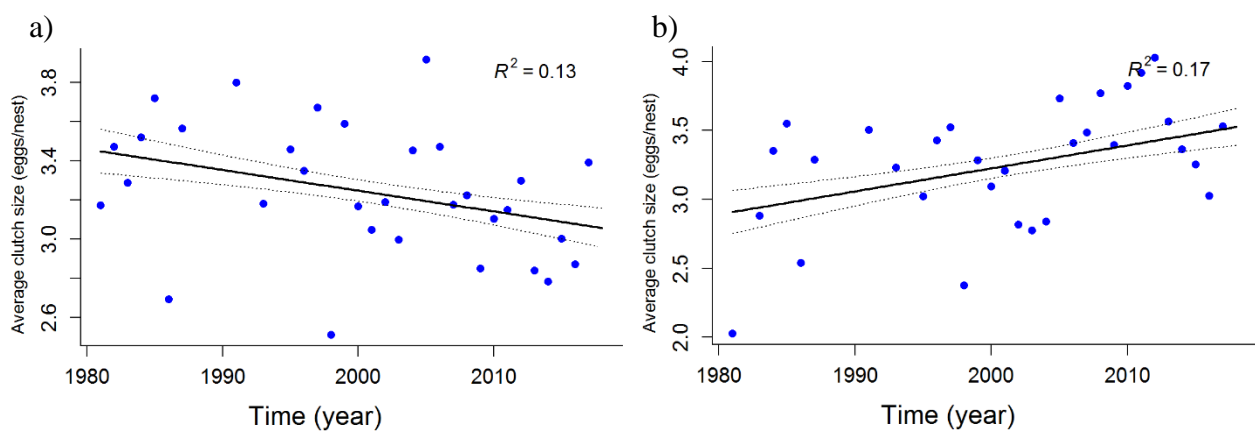 a)
R² = 0.13
Average clutch size (eggs/nest)
3.8
3.4
3.0
2.6
1980 1990 2000 2010
Time (year)
b)
R² = 0.17
Average clutch size (eggs/nest)
4.0
3.5
3.0
2.5
2.0
1980 1990 2000 2010
Time (year)